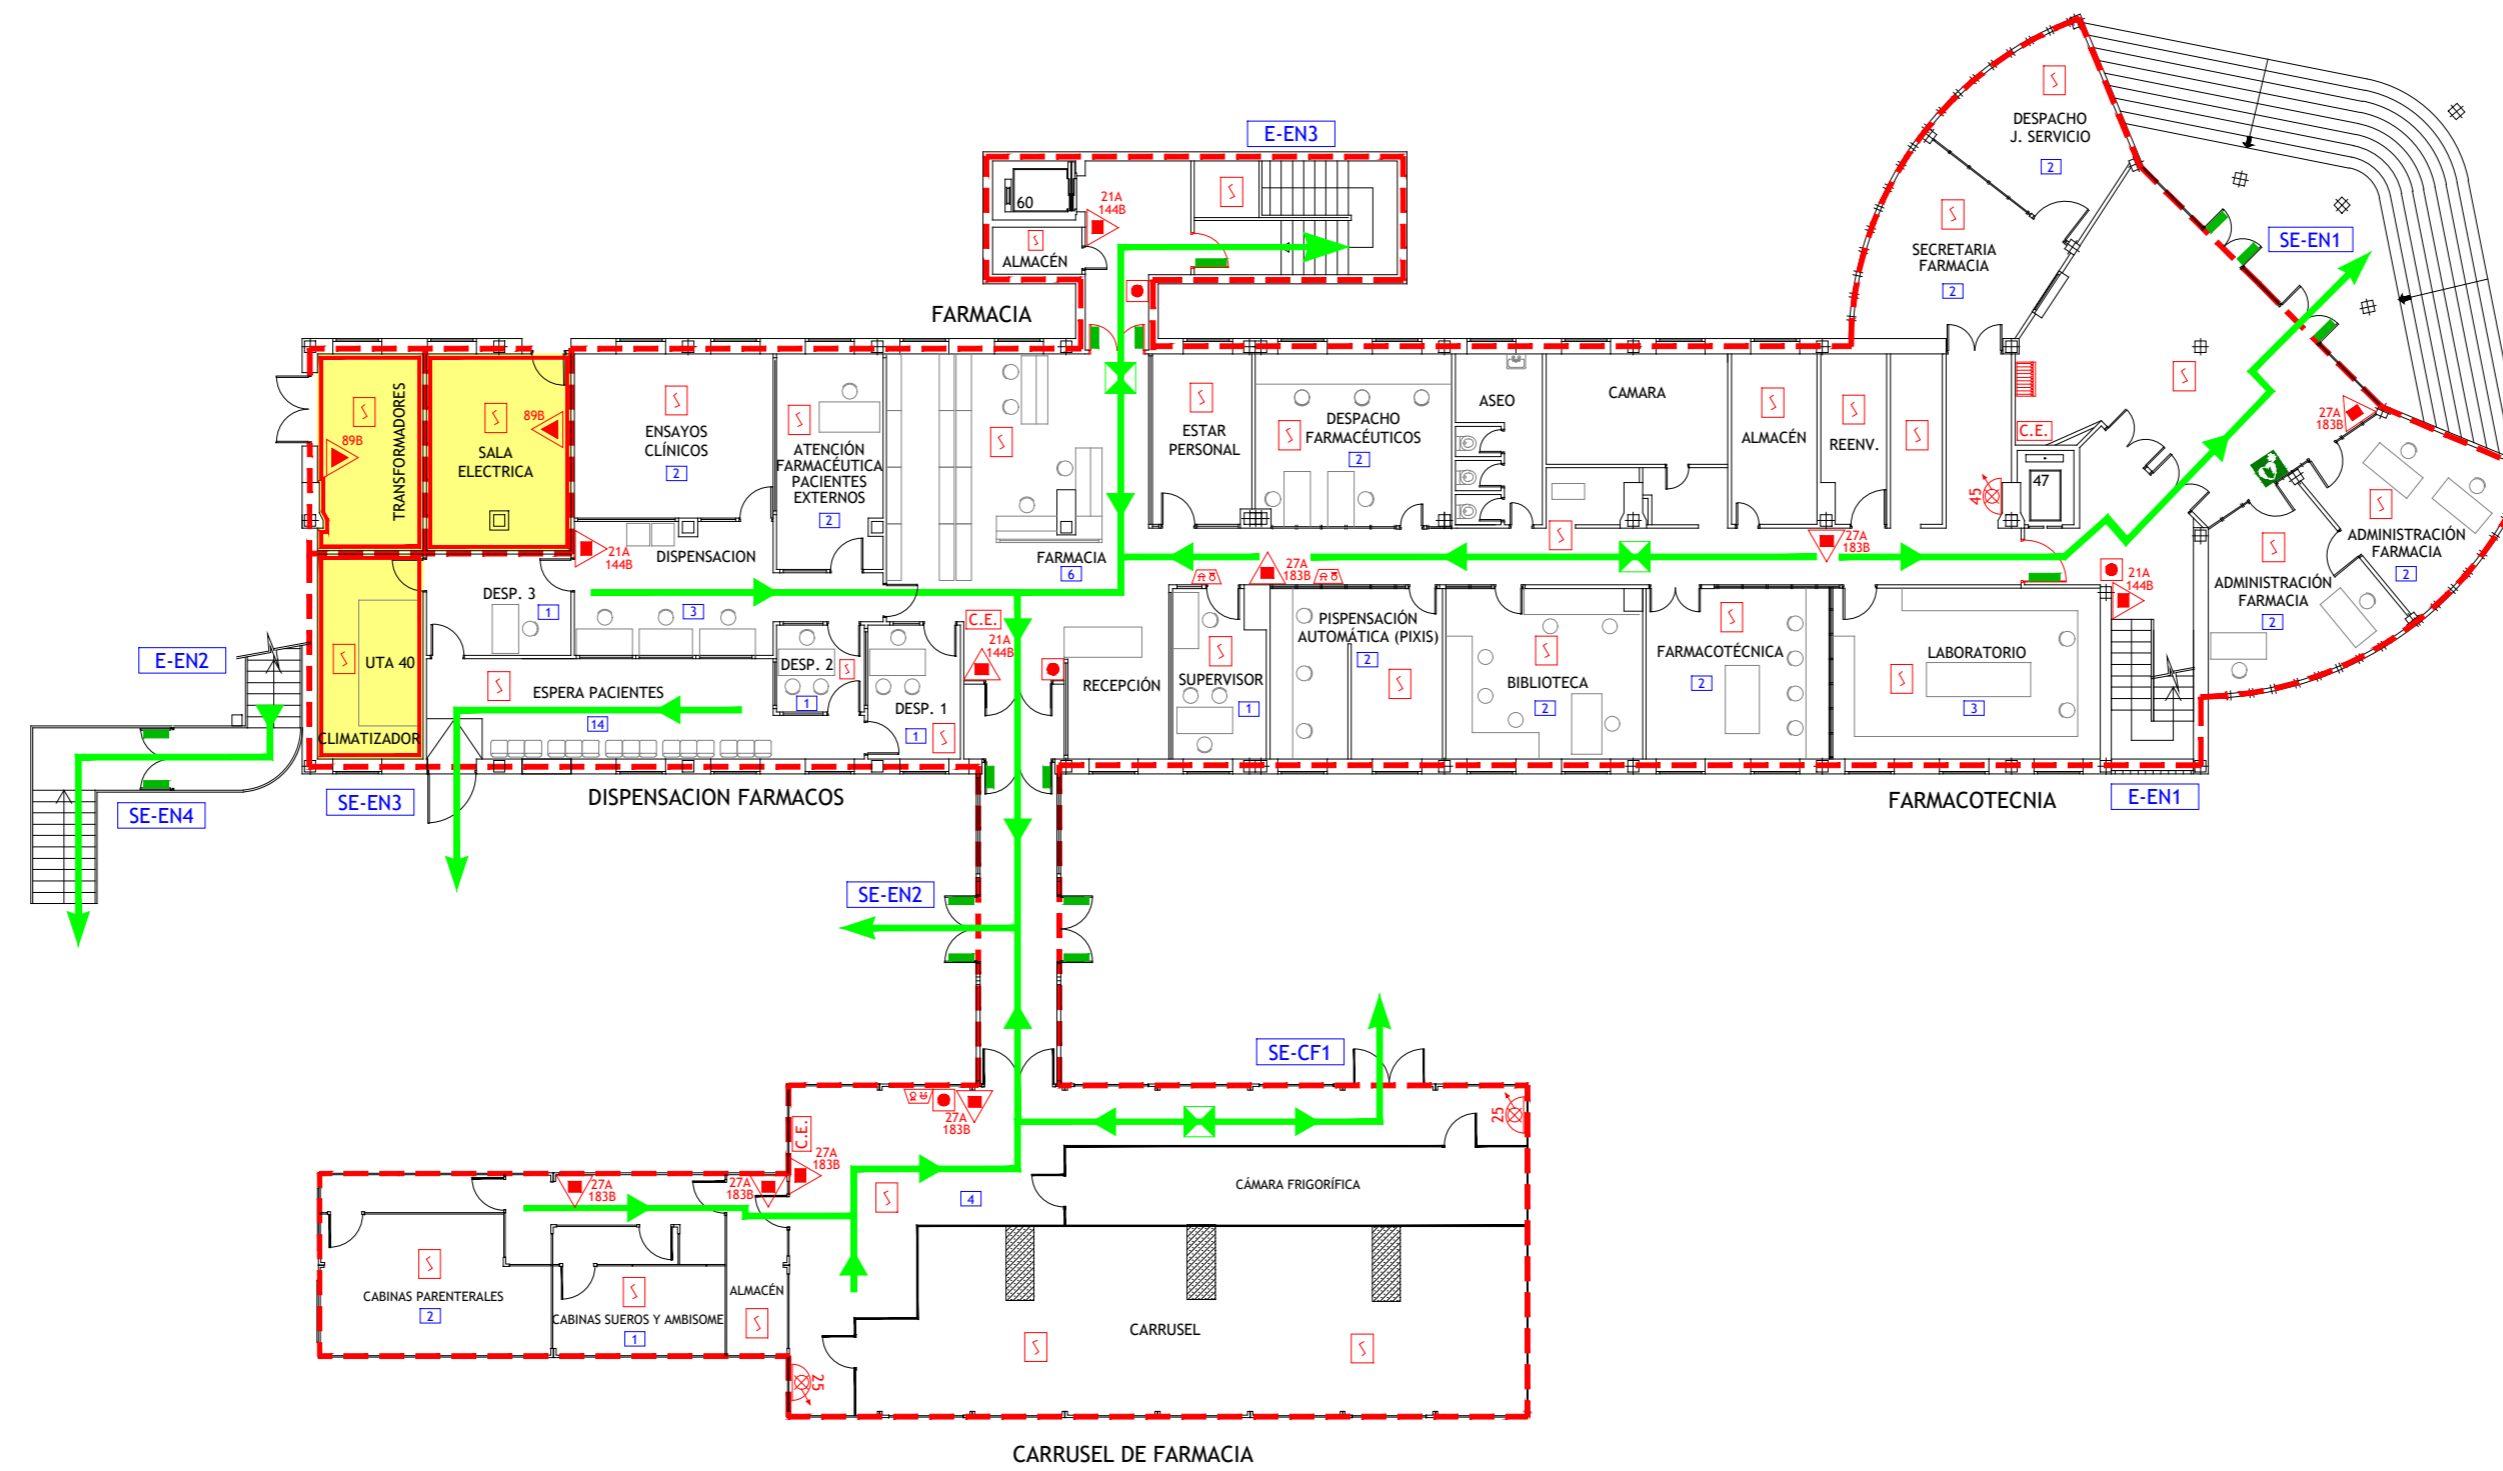 E-EN3
DESPACHO
J. SERVICIO
2
60
21A
144B
ALMACÉN
SECRETARIA
FARMACIA
2
SE-EN1
FARMACIA
TRANSFORMADORES
89B
SALA
ELECTRICA
89B
ENSAYOS
CLÍNICOS
2
ATENCIÓN
FARMACÉUTICA
PACIENTES
EXTERNOS
2
ESTAR
PERSONAL
DESPACHO
FARMACÉUTICOS
2
ASEO
CAMARA
ALMACÉN
REENV.
C.E.
47
45
27A
183B
21A
144B
DISPENSACION
FARMACIA
6
27A
183B
27A
183B
21A
144B
ADMINISTRACIÓN
FARMACIA
2
ADMINISTRACIÓN
FARMACIA
2
DESP. 3
1
3
C.E.
21A
144B
E-EN2
UTA 40
CLIMATIZADOR
ESPERA PACIENTES
14
DESP. 2
1
DESP. 1
1
RECEPCIÓN
SUPERVISOR
1
PISPENSACIÓN
AUTOMÁTICA (PIXIS)
2
BIBLIOTECA
2
FARMACOTÉCNICA
2
LABORATORIO
3
SE-EN4
SE-EN3
DISPENSACION FARMACOS
FARMACOTECNIA
E-EN1
SE-EN2
SE-CF1
27A
183B
25
C.E.
27A
183B
27A
183B
27A
183B
4
CÁMARA FRIGORÍFICA
CABINAS PARENTERALES
2
CABINAS SUEROS Y AMBISOME
1
ALMACÉN
CARRUSEL
25
CARRUSEL DE FARMACIA